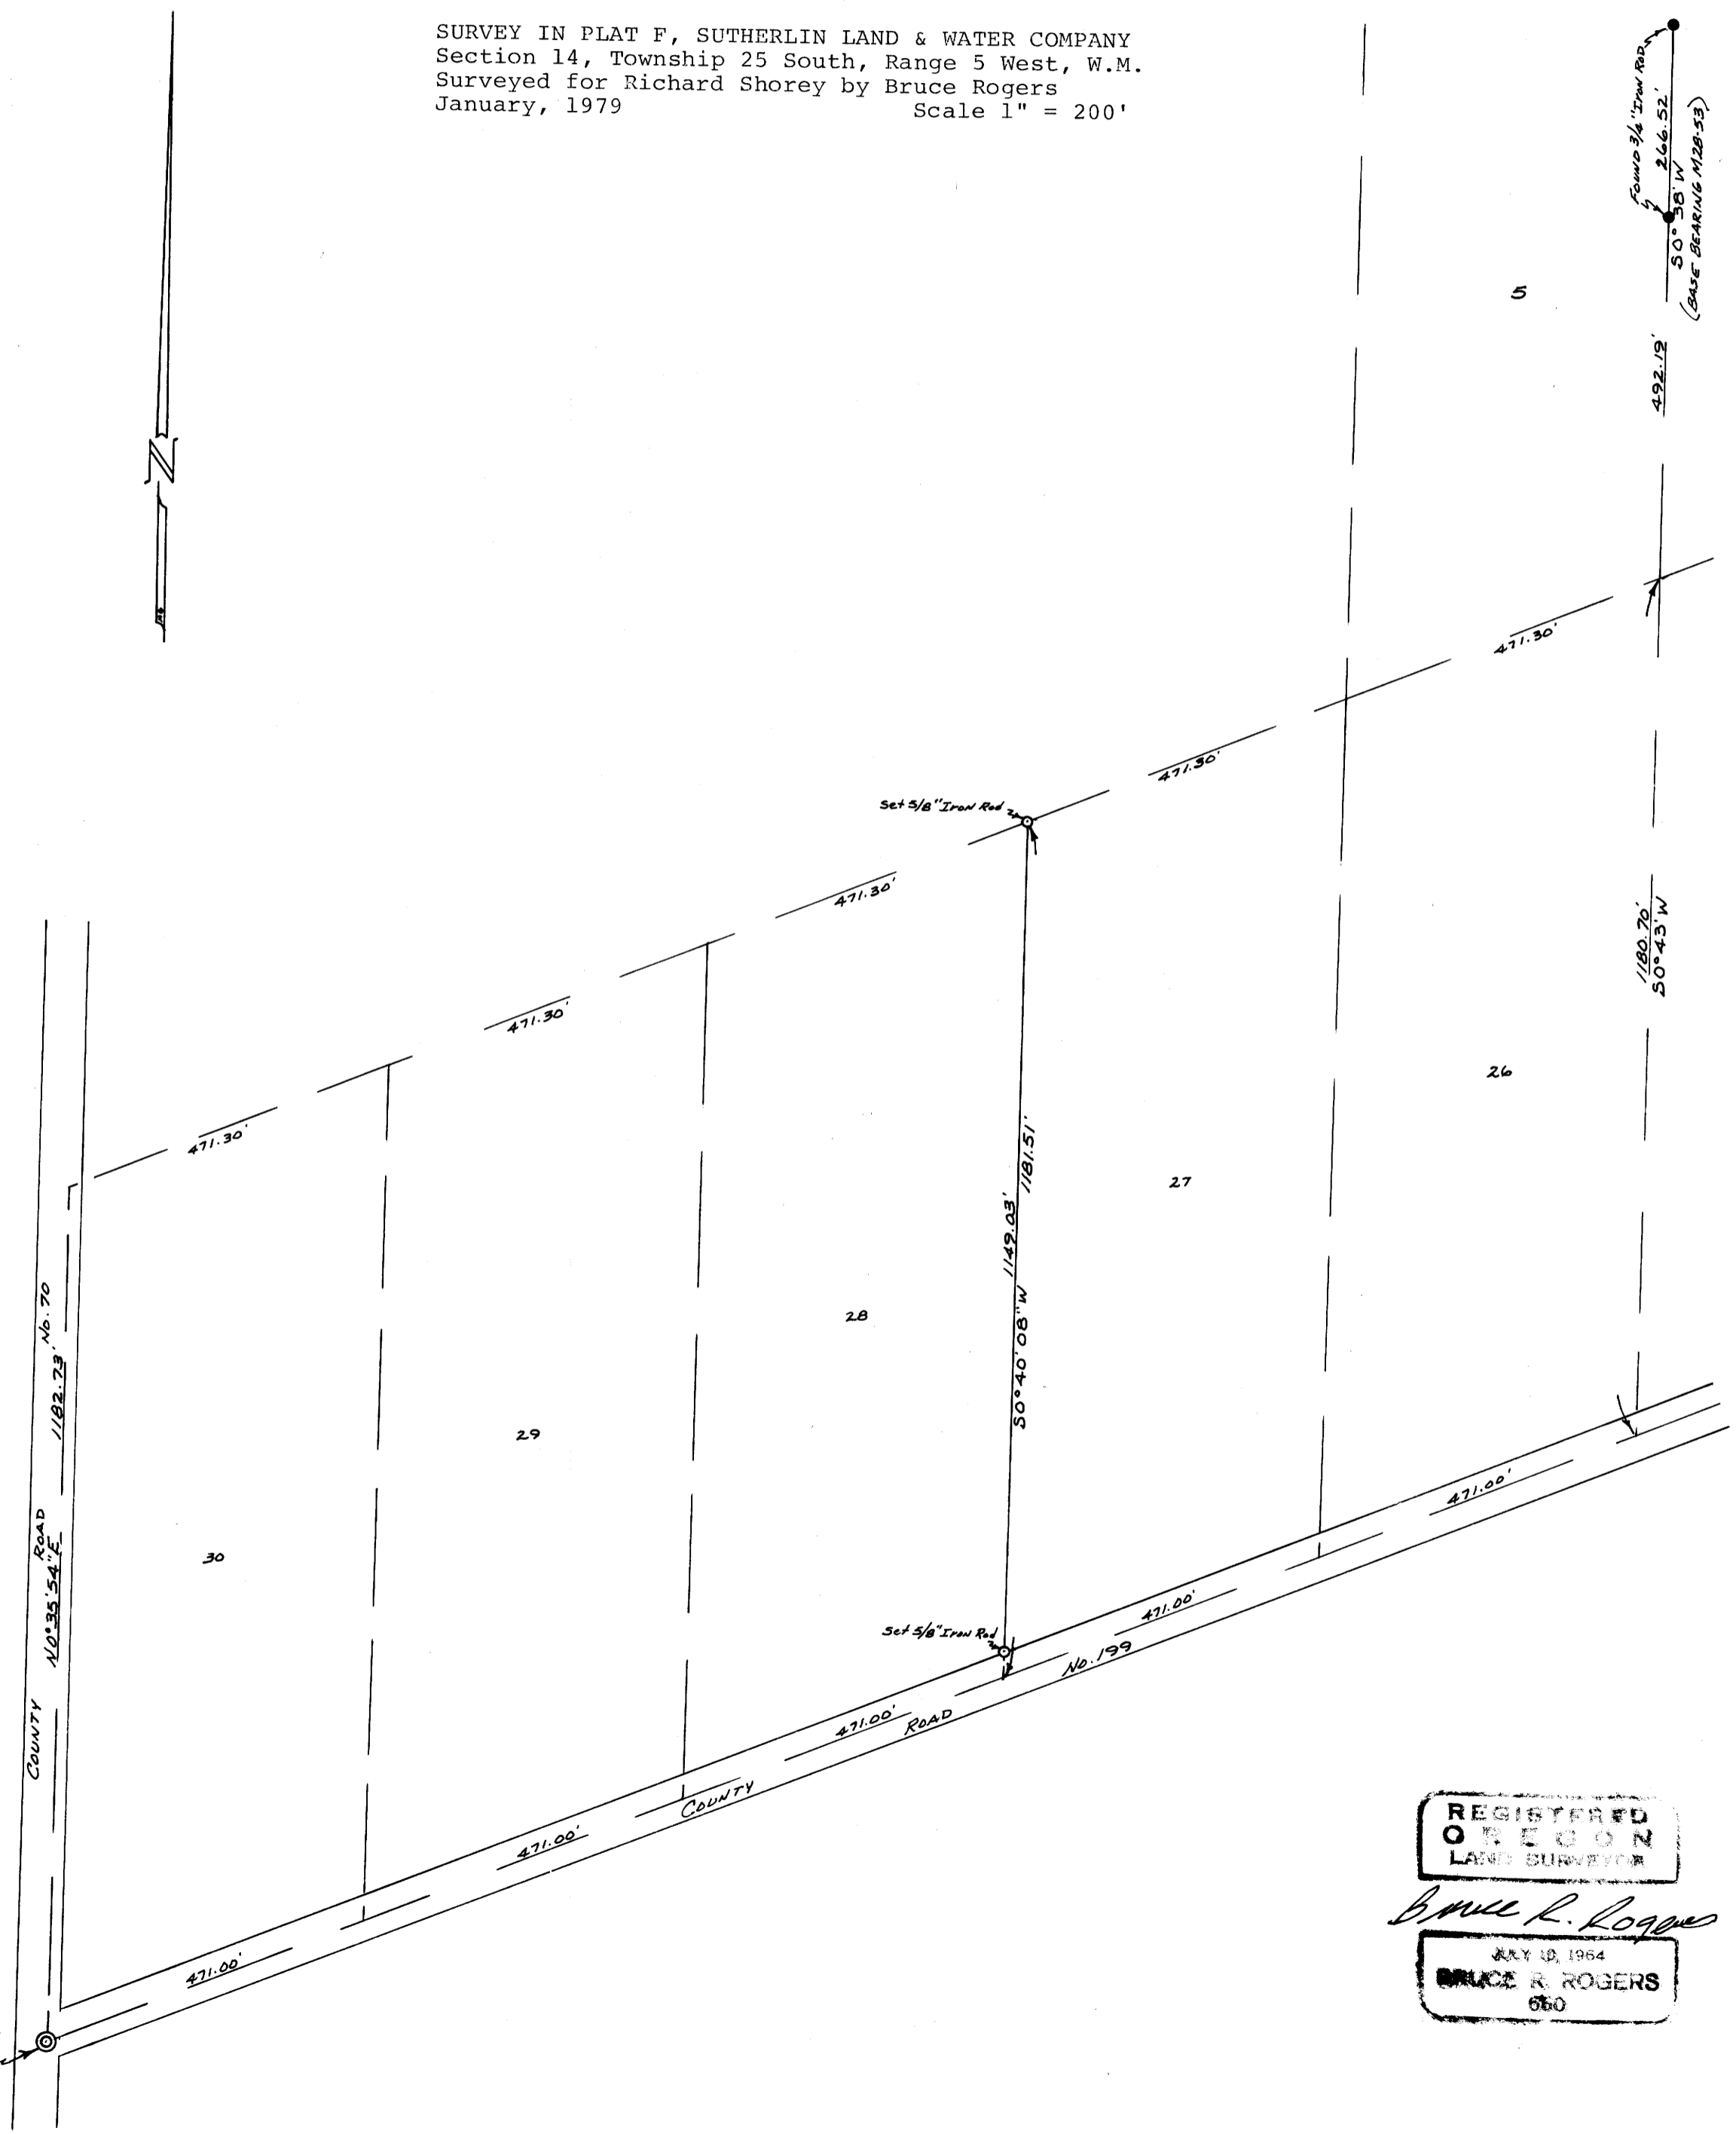 SURVEY IN PLAT F, SUTHERLIN LAND & WATER COMPANY
Section 14, Township 25 South, Range 5 West, W.M.
Surveyed for Richard Shorey by Bruce Rogers
January, 1979 Scale 1" = 200'
FOUND 3/4" IRON ROD
266.52'
S0°38'W
(BASE BEARING M28-53)
5
492.19'
N
471.30'
471.30'
Set 5/8" Iron Rod
471.30'
471.30'
471.30'
1180.70'
S0°43'W
26
27
1181.51'
1149.03'
S0°40'08"W
28
29
30
COUNTY ROAD No. 70
N0°35'54"E 1182.73'
Set 5/8" Iron Rod
471.00'
471.00'
471.00'
471.00'
471.00'
COUNTY ROAD No. 199
REGISTERED
OREGON
LAND SURVEYOR
Bruce R. Rogers
JULY 10, 1964
BRUCE R. ROGERS
660